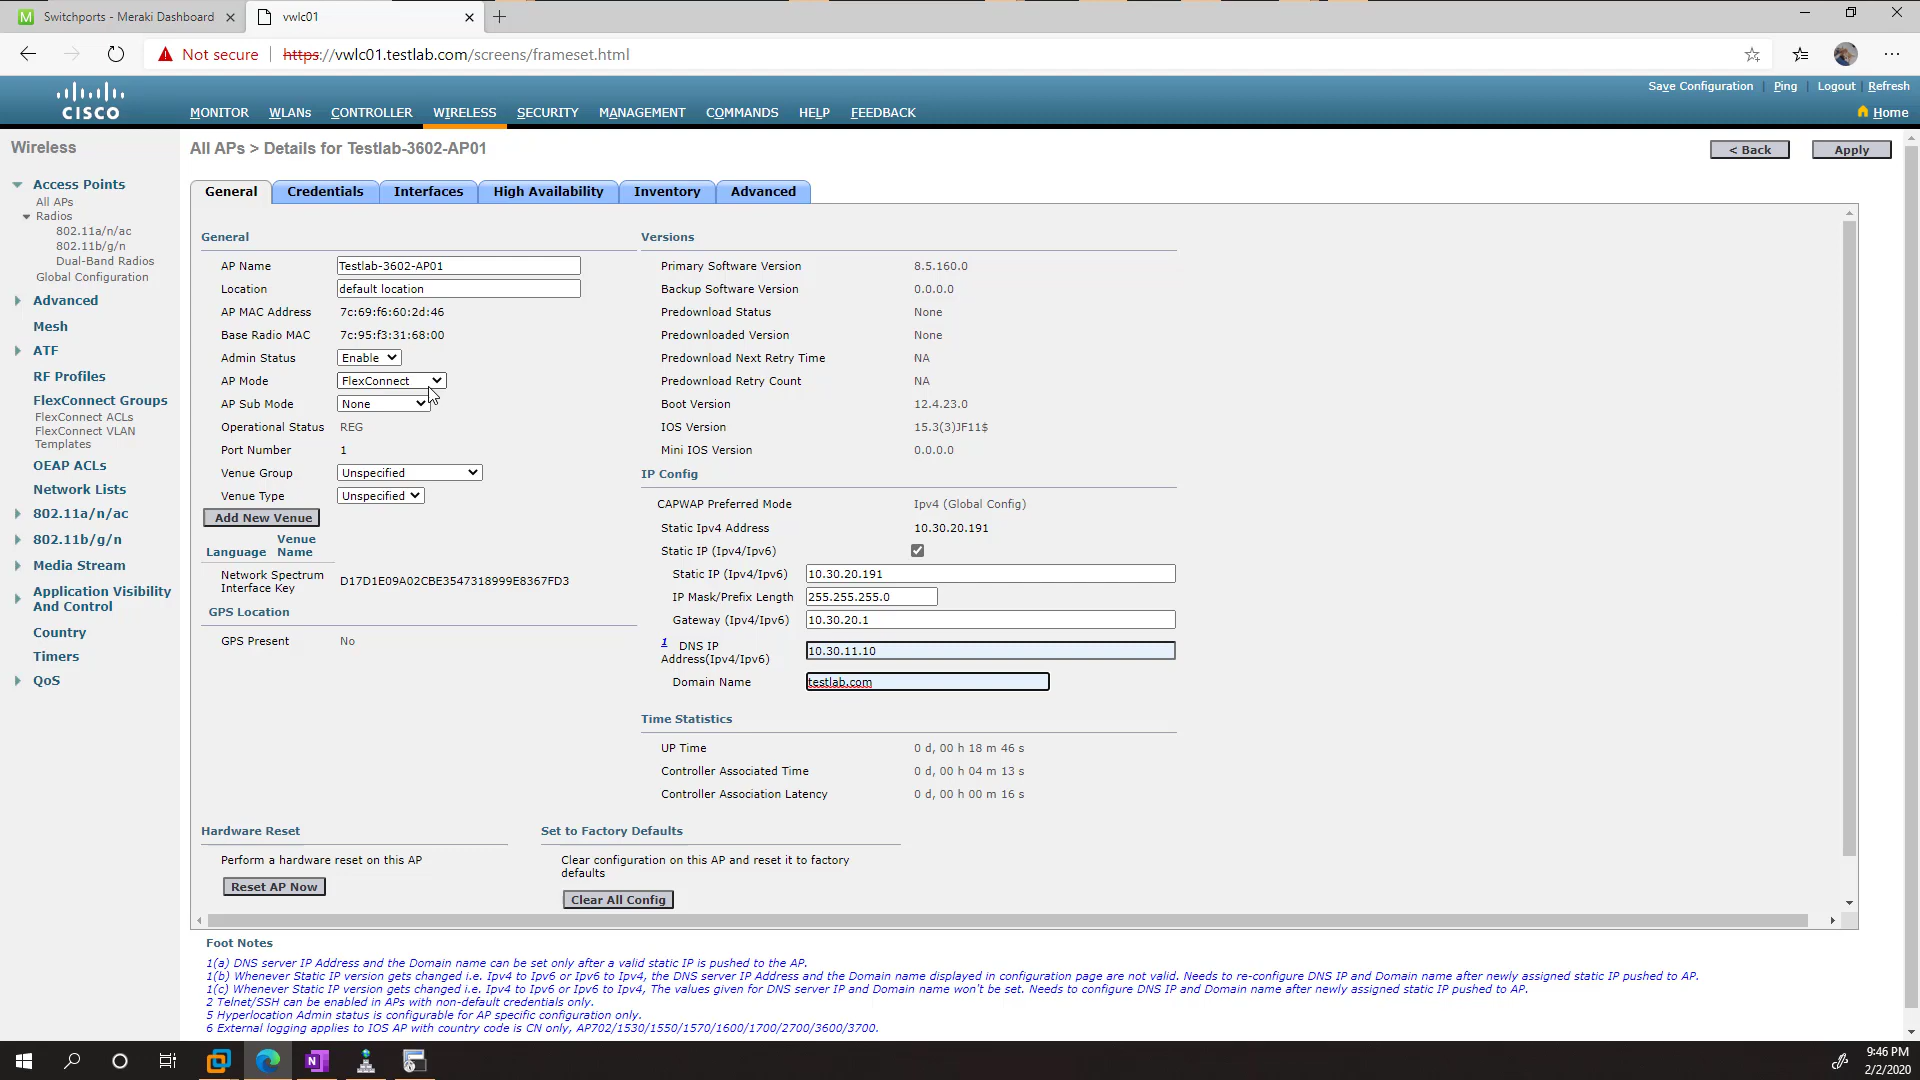 Switchports - Meraki Dashboard
vwlc01
Not secure
https://vwlc01.testlab.com/screens/frameset.html
Save Configuration | Ping | Logout | Refresh
CISCO
MONITOR WLANs CONTROLLER WIRELESS SECURITY MANAGEMENT COMMANDS HELP FEEDBACK
Home
Wireless
Access Points
All APs
Radios
802.11a/n/ac
802.11b/g/n
Dual-Band Radios
Global Configuration
Advanced
Mesh
ATF
RF Profiles
FlexConnect Groups
FlexConnect ACLs
FlexConnect VLAN
Templates
OEAP ACLs
Network Lists
802.11a/n/ac
802.11b/g/n
Media Stream
Application Visibility
And Control
Country
Timers
QoS
All APs > Details for Testlab-3602-AP01
< Back
Apply
General Credentials Interfaces High Availability Inventory Advanced
General
AP Name Testlab-3602-AP01
Location default location
AP MAC Address 7c:69:f6:60:2d:46
Base Radio MAC 7c:95:f3:31:68:00
Admin Status Enable
AP Mode FlexConnect
AP Sub Mode None
Operational Status REG
Port Number 1
Venue Group Unspecified
Venue Type Unspecified
Add New Venue
Language Venue Name
Network Spectrum
Interface Key D17D1E09A02CBE3547318999E8367FD3
GPS Location
GPS Present No
Versions
Primary Software Version 8.5.160.0
Backup Software Version 0.0.0.0
Predownload Status None
Predownloaded Version None
Predownload Next Retry Time NA
Predownload Retry Count NA
Boot Version 12.4.23.0
IOS Version 15.3(3)JF11$
Mini IOS Version 0.0.0.0
IP Config
CAPWAP Preferred Mode Ipv4 (Global Config)
Static Ipv4 Address 10.30.20.191
Static IP (Ipv4/Ipv6)
Static IP (Ipv4/Ipv6) 10.30.20.191
IP Mask/Prefix Length 255.255.255.0
Gateway (Ipv4/Ipv6) 10.30.20.1
1 DNS IP
Address(Ipv4/Ipv6) 10.30.11.10
Domain Name testlab.com
Time Statistics
UP Time 0 d, 00 h 18 m 46 s
Controller Associated Time 0 d, 00 h 04 m 13 s
Controller Association Latency 0 d, 00 h 00 m 16 s
Hardware Reset
Perform a hardware reset on this AP
Reset AP Now
Set to Factory Defaults
Clear configuration on this AP and reset it to factory
defaults
Clear All Config
Foot Notes
1(a) DNS server IP Address and the Domain name can be set only after a valid static IP is pushed to the AP.
1(b) Whenever Static IP version gets changed i.e. Ipv4 to Ipv6 or Ipv6 to Ipv4, the DNS server IP Address and the Domain name displayed in configuration page are not valid. Needs to re-configure DNS IP and Domain name after newly assigned static IP pushed to AP.
1(c) Whenever Static IP version gets changed i.e. Ipv4 to Ipv6 or Ipv6 to Ipv4, The values given for DNS server IP and Domain name won't be set. Needs to configure DNS IP and Domain name after newly assigned static IP pushed to AP.
2 Telnet/SSH can be enabled in APs with non-default credentials only.
5 Hyperlocation Admin status is configurable for AP specific configuration only.
6 External logging applies to IOS AP with country code is CN only, AP702/1530/1550/1570/1600/1700/2700/3600/3700.
9:46 PM
2/2/2020